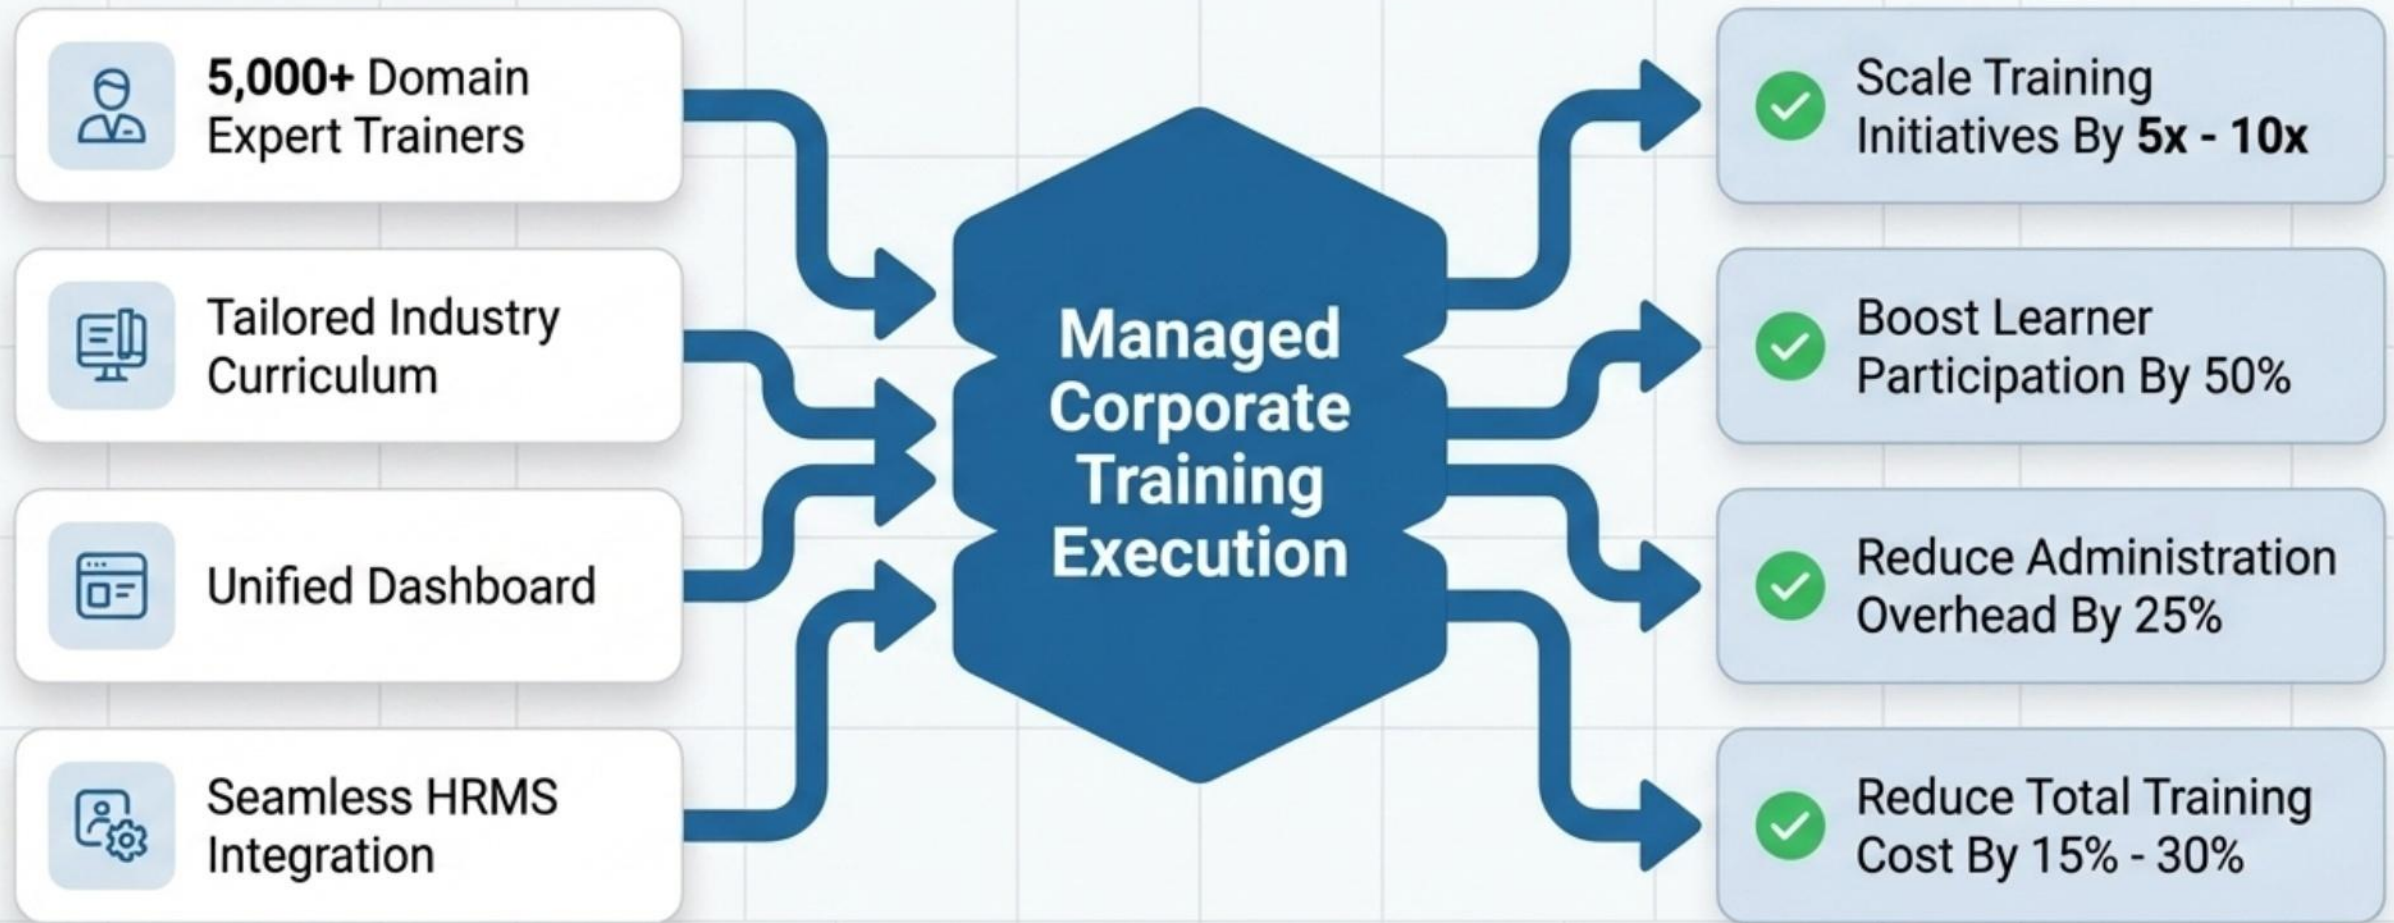 5,000+ Domain
Expert Trainers
Tailored Industry
Curriculum
Unified Dashboard
Seamless HRMS
Integration
Managed
Corporate
Training
Execution
Scale Training
Initiatives By 5x - 10x
Boost Learner
Participation By 50%
Reduce Administration
Overhead By 25%
Reduce Total Training
Cost By 15% - 30%